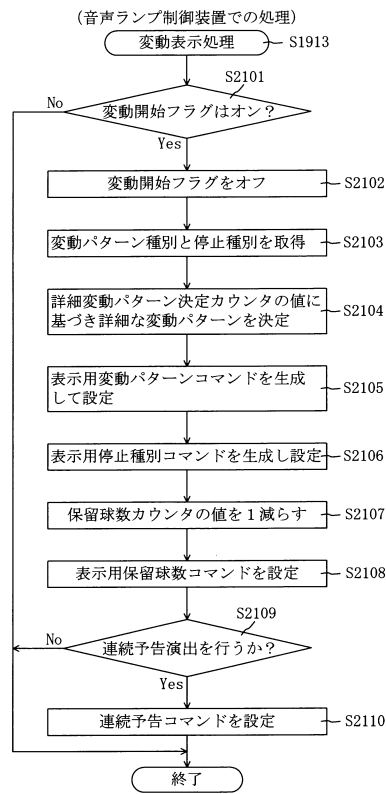 (音声ランプ制御装置での処理)
変動表示処理 S1913
S2101
変動開始フラグはオン？
No
Yes
変動開始フラグをオフ S2102
変動パターン種別と停止種別を取得 S2103
詳細変動パターン決定カウンタの値に
基づき詳細な変動パターンを決定 S2104
表示用変動パターンコマンドを生成
して設定 S2105
表示用停止種別コマンドを生成し設定 S2106
保留球数カウンタの値を１減らす S2107
表示用保留球数コマンドを設定 S2108
S2109
連続予告演出を行うか？
No
Yes
連続予告コマンドを設定 S2110
終了